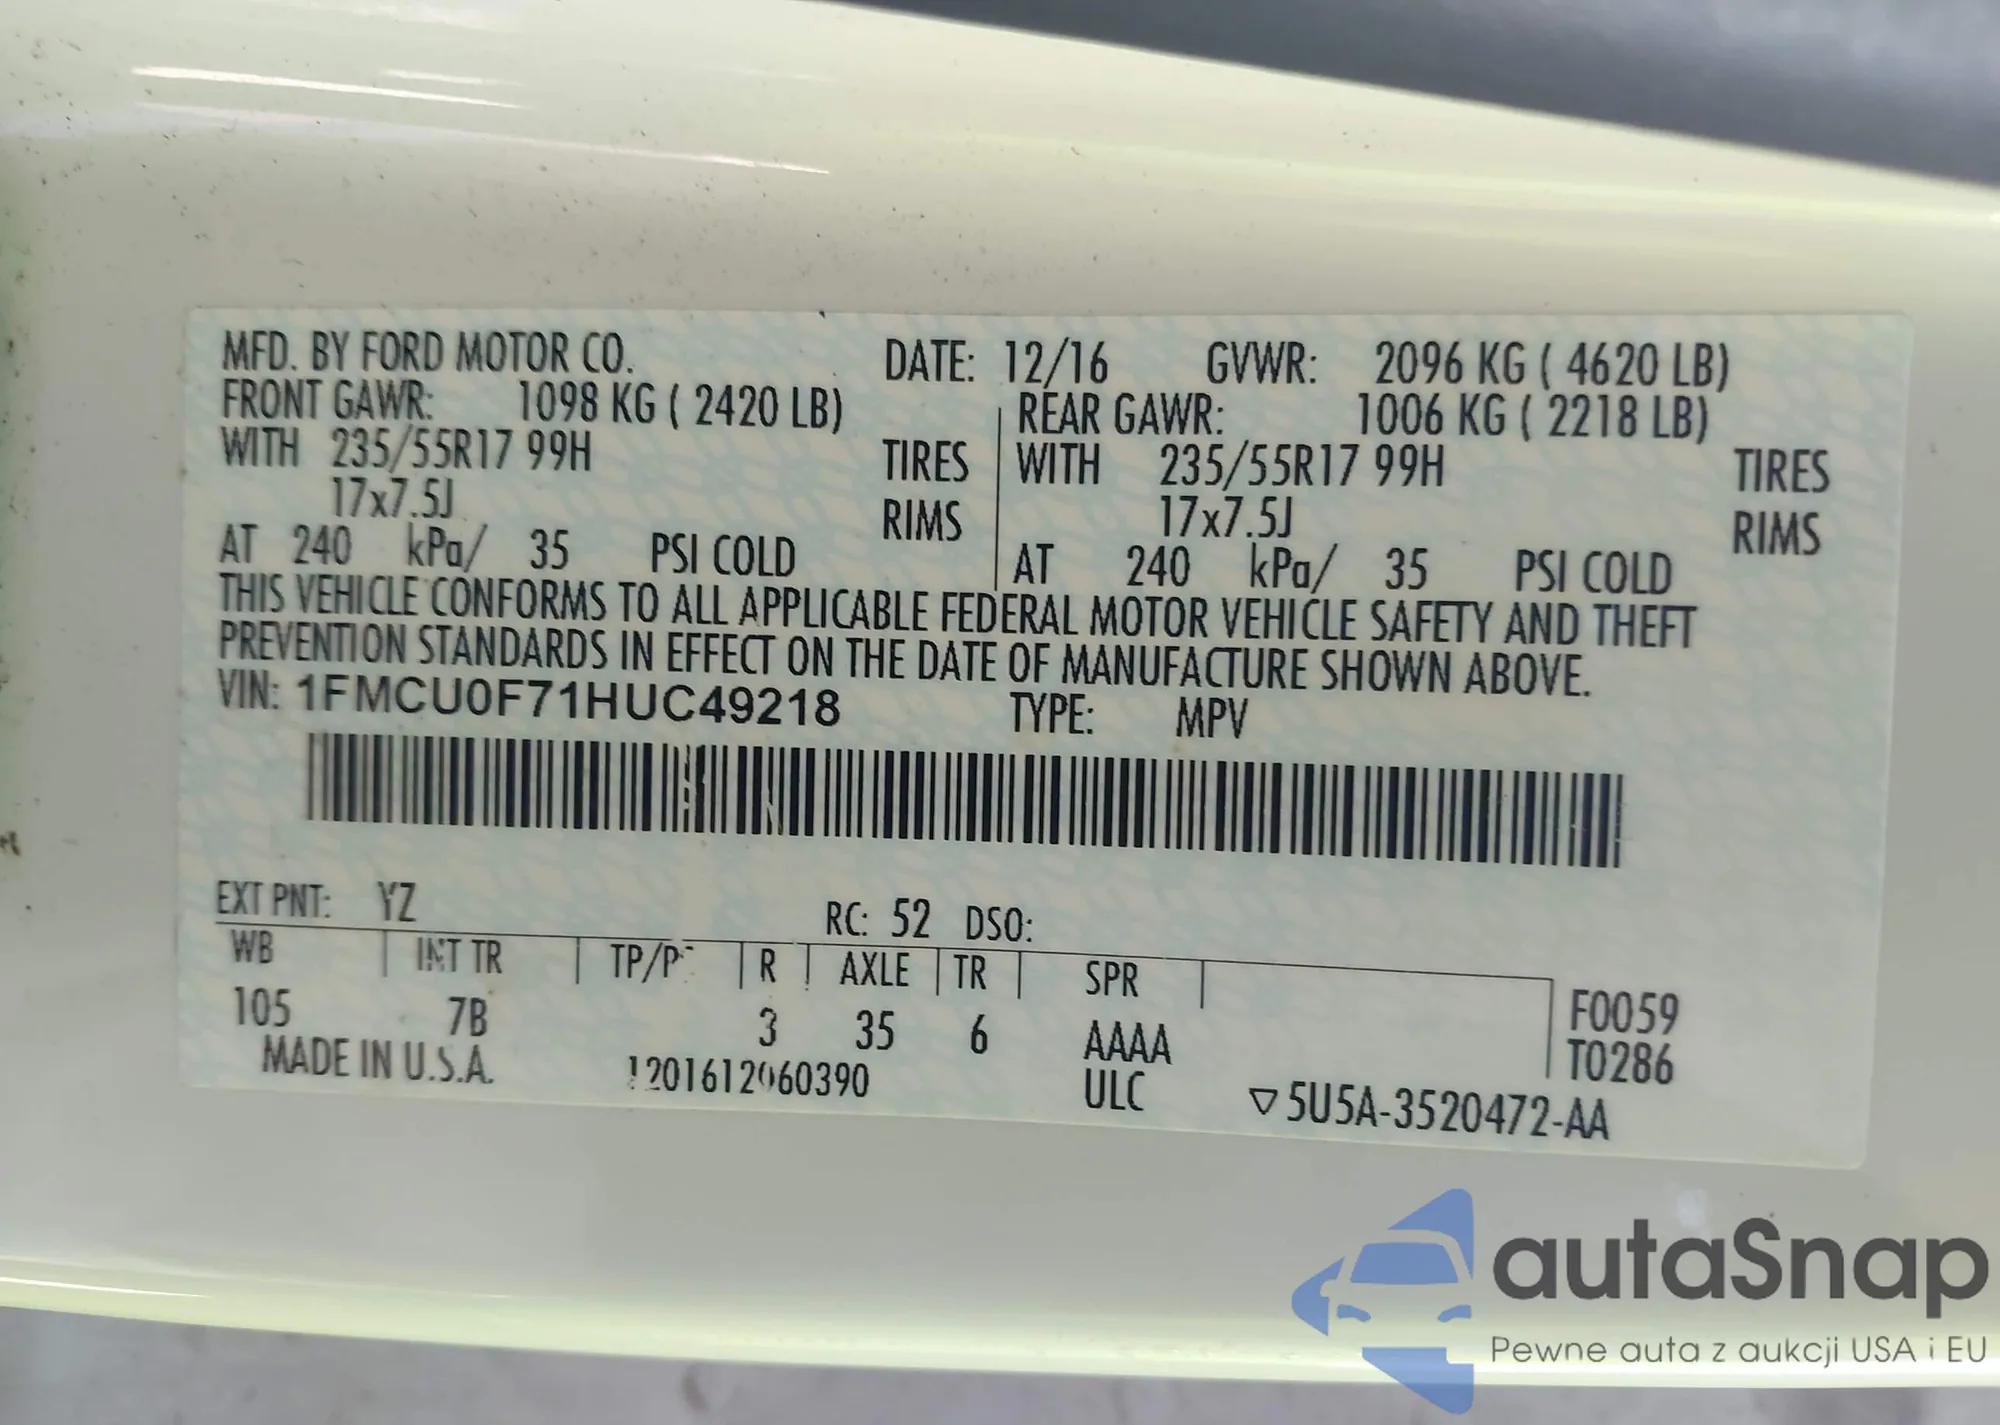 MFD. BY FORD MOTOR CO. DATE: 12/16 GVWR: 2096 KG ( 4620 LB)
FRONT GAWR: 1098 KG ( 2420 LB) REAR GAWR: 1006 KG ( 2218 LB)
WITH 235/55R17 99H TIRES WITH 235/55R17 99H TIRES
17x7.5J RIMS 17x7.5J RIMS
AT 240 kPa/ 35 PSI COLD AT 240 kPa/ 35 PSI COLD
THIS VEHICLE CONFORMS TO ALL APPLICABLE FEDERAL MOTOR VEHICLE SAFETY AND THEFT
PREVENTION STANDARDS IN EFFECT ON THE DATE OF MANUFACTURE SHOWN ABOVE.
VIN: 1FMCU0F71HUC49218 TYPE: MPV
EXT PNT: YZ RC: 52 DSO:
WB INT TR R AXLE TR SPR
105 7B 3 35 6 AAAA F0059
T0286
MADE IN U.S.A. ULC ▽5U5A-3520472-AA
autaSnap
Pewne auta z aukcji USA i EU